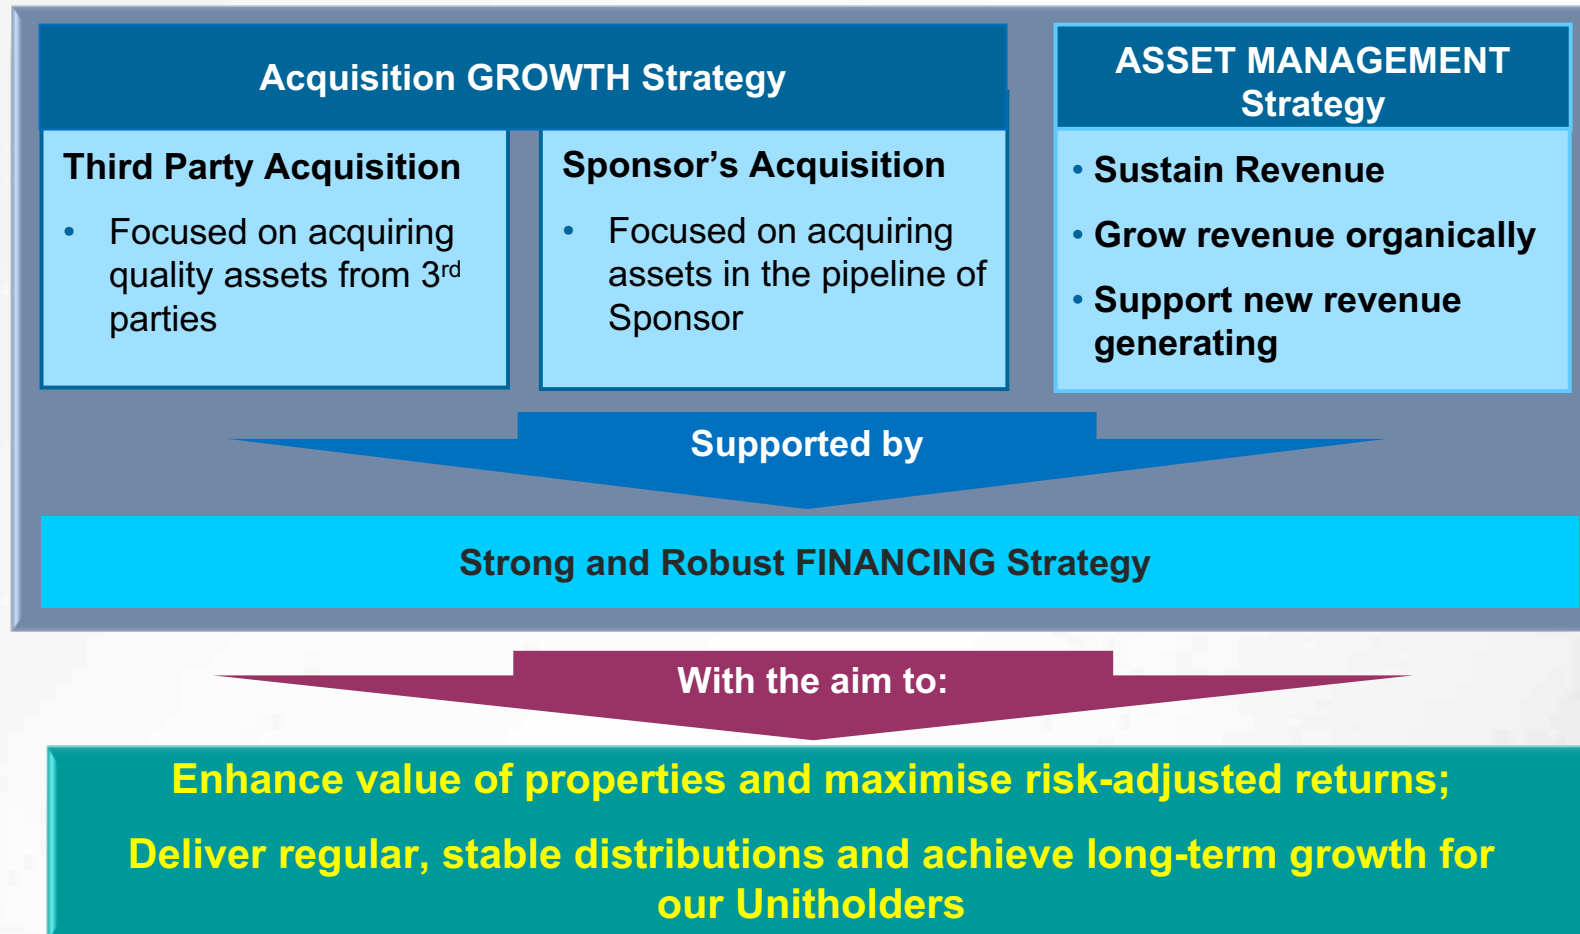 Acquisition GROWTH Strategy
Third Party Acquisition
• Focused on acquiring
quality assets from 3rd
parties
Sponsor’s Acquisition
• Focused on acquiring
assets in the pipeline of
Sponsor
ASSET MANAGEMENT
Strategy
• Sustain Revenue
• Grow revenue organically
• Support new revenue
generating
Supported by
Strong and Robust FINANCING Strategy
With the aim to:
Enhance value of properties and maximise risk-adjusted returns;
Deliver regular, stable distributions and achieve long-term growth for
our Unitholders